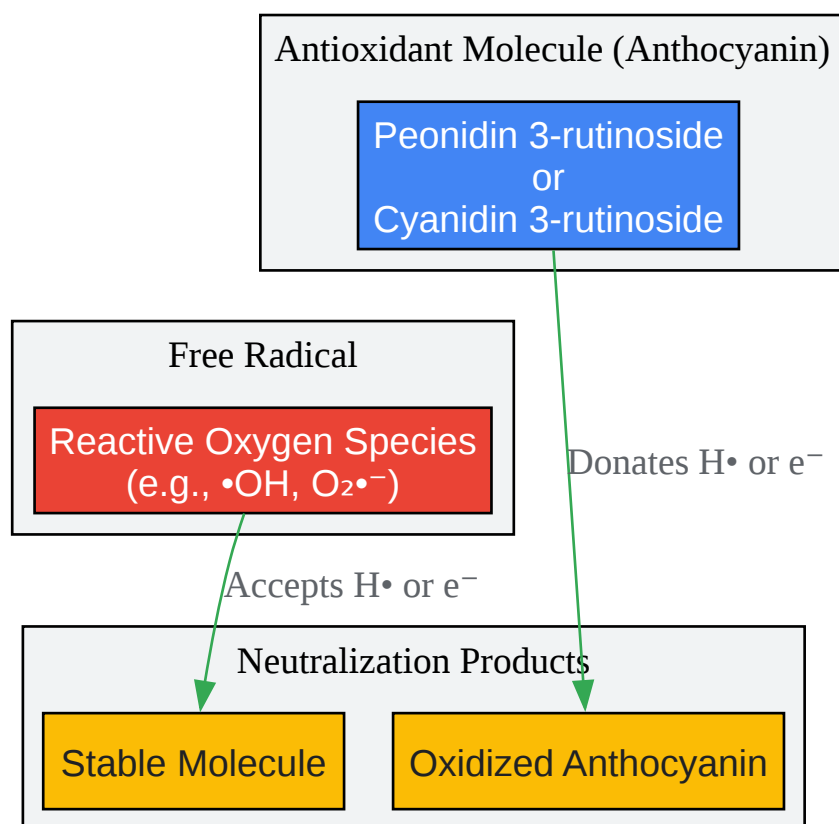 Antioxidant Molecule (Anthocyanin)
Peonidin 3-rutinoside
or
Cyanidin 3-rutinoside
Free Radical
Reactive Oxygen Species
(e.g., •OH, O₂•⁻)
Donates H• or e⁻
Accepts H• or e⁻
Neutralization Products
Stable Molecule
Oxidized Anthocyanin